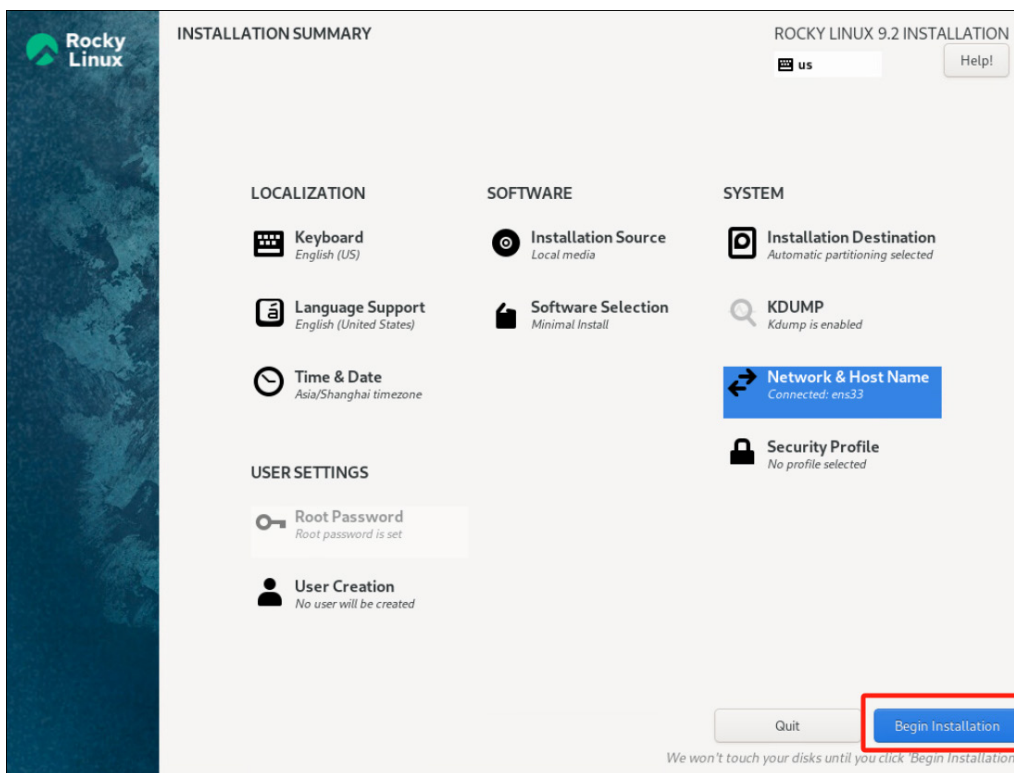 Rocky
Linux
INSTALLATION SUMMARY
ROCKY LINUX 9.2 INSTALLATION
us
Help!
LOCALIZATION
Keyboard
English (US)
Language Support
English (United States)
Time & Date
Asia/Shanghai timezone
SOFTWARE
Installation Source
Local media
Software Selection
Minimal Install
SYSTEM
Installation Destination
Automatic partitioning selected
KDUMP
Kdump is enabled
Network & Host Name
Connected: ens33
Security Profile
No profile selected
USER SETTINGS
Root Password
Root password is set
User Creation
No user will be created
Quit
Begin Installation
We won't touch your disks until you click 'Begin Installation